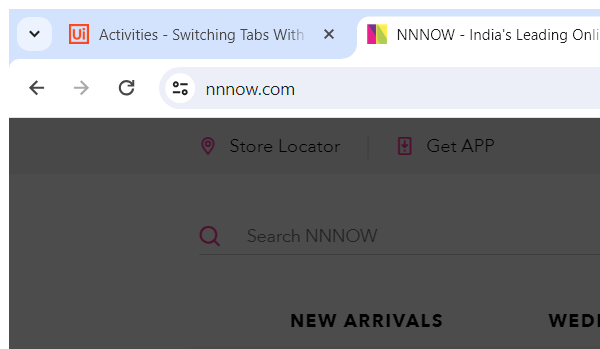 Ui Activities - Switching Tabs With NNNOW - India's Leading Onli
nnnow.com
Store Locator Get APP
Search NNNOW
NEW ARRIVALS WEDI